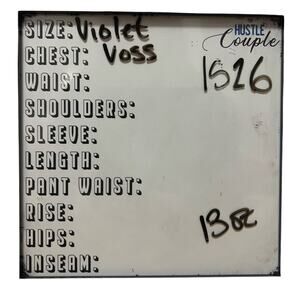 SIZE: Violet
HUSTLE
Couple
CHEST: Voss
WAIST:
1526
SHOULDERS:
SLEEVE:
LENGTH:
PANT WAIST:
RISE:
13oz
HIPS:
INSEAM: